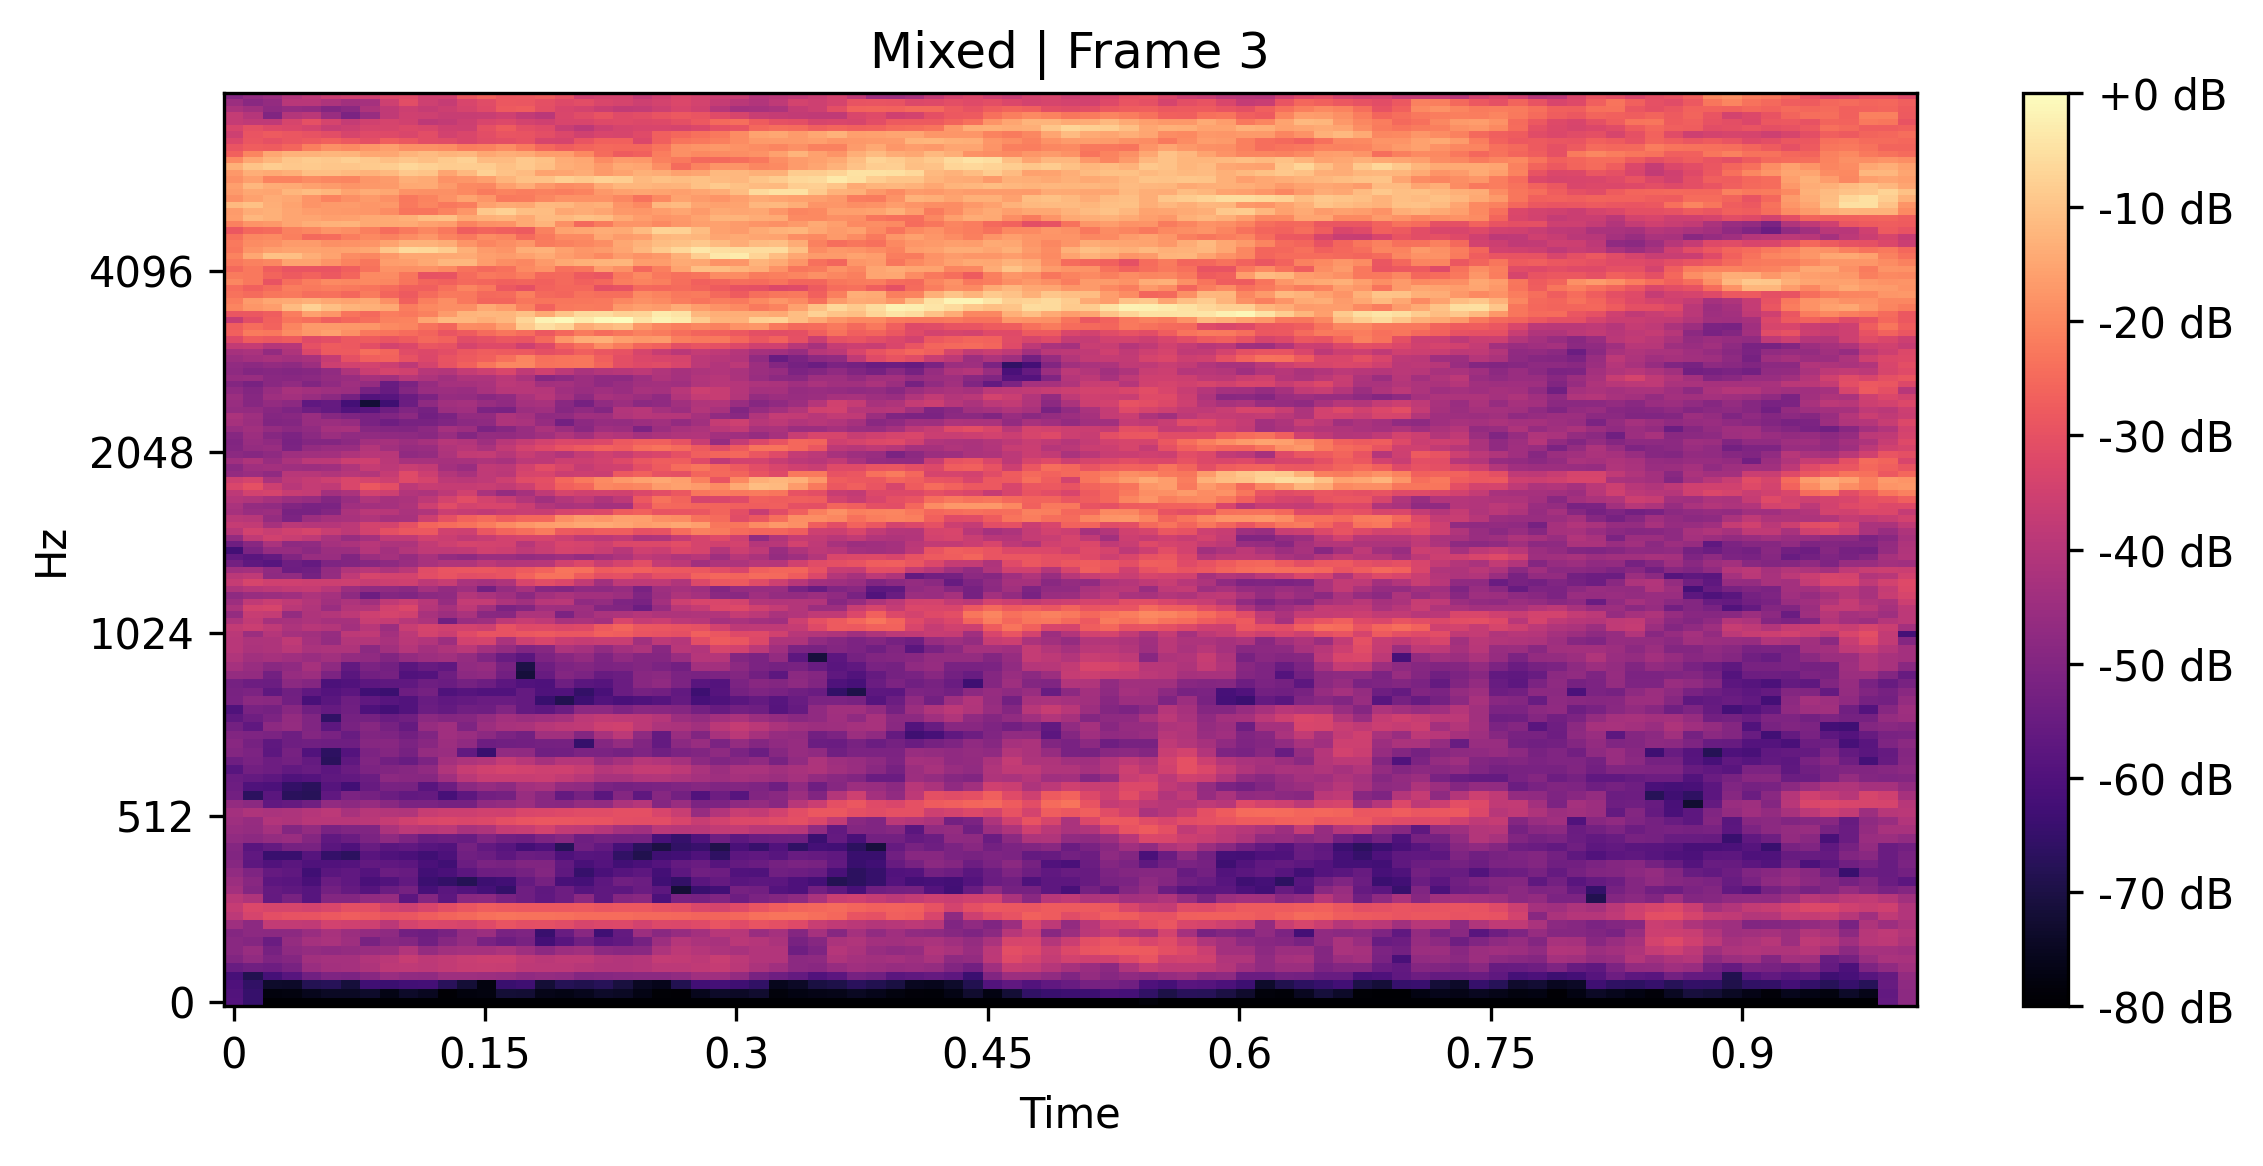 Mixed | Frame 3
Hz
4096
2048
1024
512
0
0 0.15 0.3 0.45 0.6 0.75 0.9
Time
+0 dB
-10 dB
-20 dB
-30 dB
-40 dB
-50 dB
-60 dB
-70 dB
-80 dB